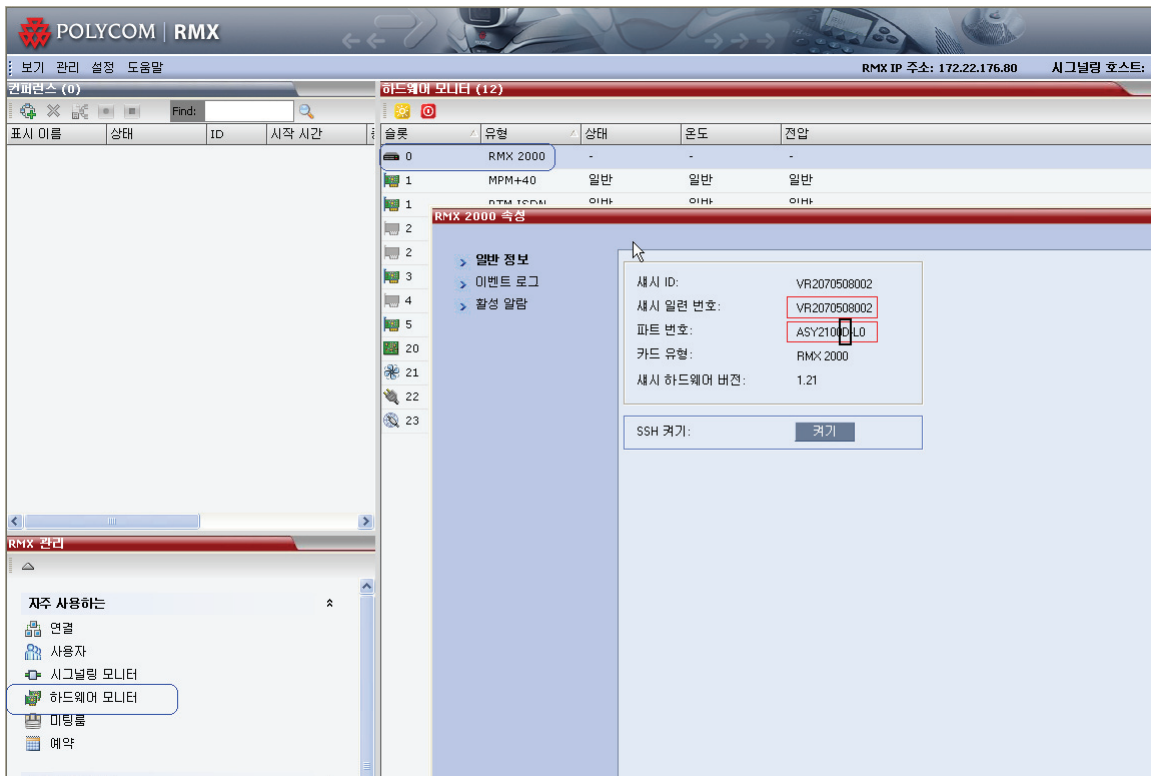 POLYCOM | RMX
보기 관리 설정 도움말
RMX IP 주소: 172.22.176.80 시그널링 호스트:
컨퍼런스 (0)
Find:
표시 이름 상태 ID 시작 시간
하드웨어 모니터 (12)
슬롯 유형 상태 온도 전압
0 RMX 2000 - - -
1 MPM+40 일반 일반 일반
1 RTM ISDN 일반 일반 일반
2
2
3
4
5
20
21
22
23
RMX 2000 속성
일반 정보
이벤트 로그
활성 알람
섀시 ID: VR2070508002
섀시 일련 번호: VR2070508002
파트 번호: ASY2100D-L0
카드 유형: RMX 2000
섀시 하드웨어 버전: 1.21
SSH 켜기: 켜기
RMX 관리
자주 사용하는
연결
사용자
시그널링 모니터
하드웨어 모니터
미팅룸
예약